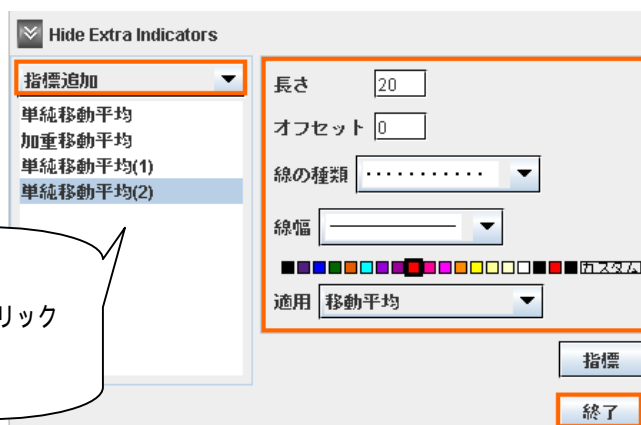 Hide Extra Indicators
指標追加
単純移動平均
加重移動平均
単純移動平均(1)
単純移動平均(2)
リック
長さ 20
オフセット 0
線の種類
線幅
カスタム
適用 移動平均
指標
終了